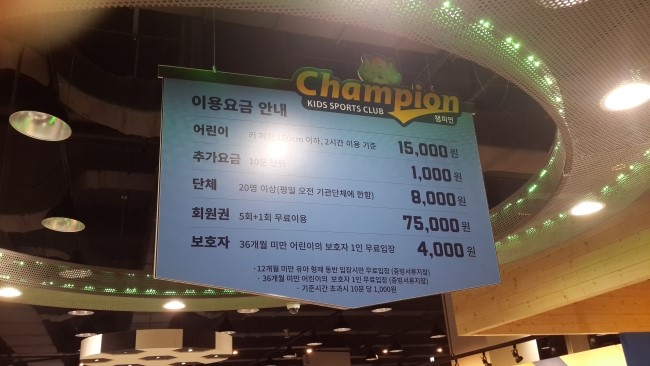 Champion
KIDS SPORTS CLUB
챔피언
이용요금 안내
어린이 키 이하, 2시간 이용 기준 15,000원
추가요금 10분 1,000원
단체 20명 이상(평일 오전 기관단체에 한함) 8,000원
회원권 5회+1회 무료이용 75,000원
보호자 36개월 미만 어린이의 보호자 1인 무료입장 4,000원
- 12개월 미만 유아 형제 동반 입장시만 무료입장 (증빙서류지참)
- 36개월 미만 어린이의 보호자 1인 무료입장 (증빙서류지참)
- 기준시간 초과시 10분 당 1,000원